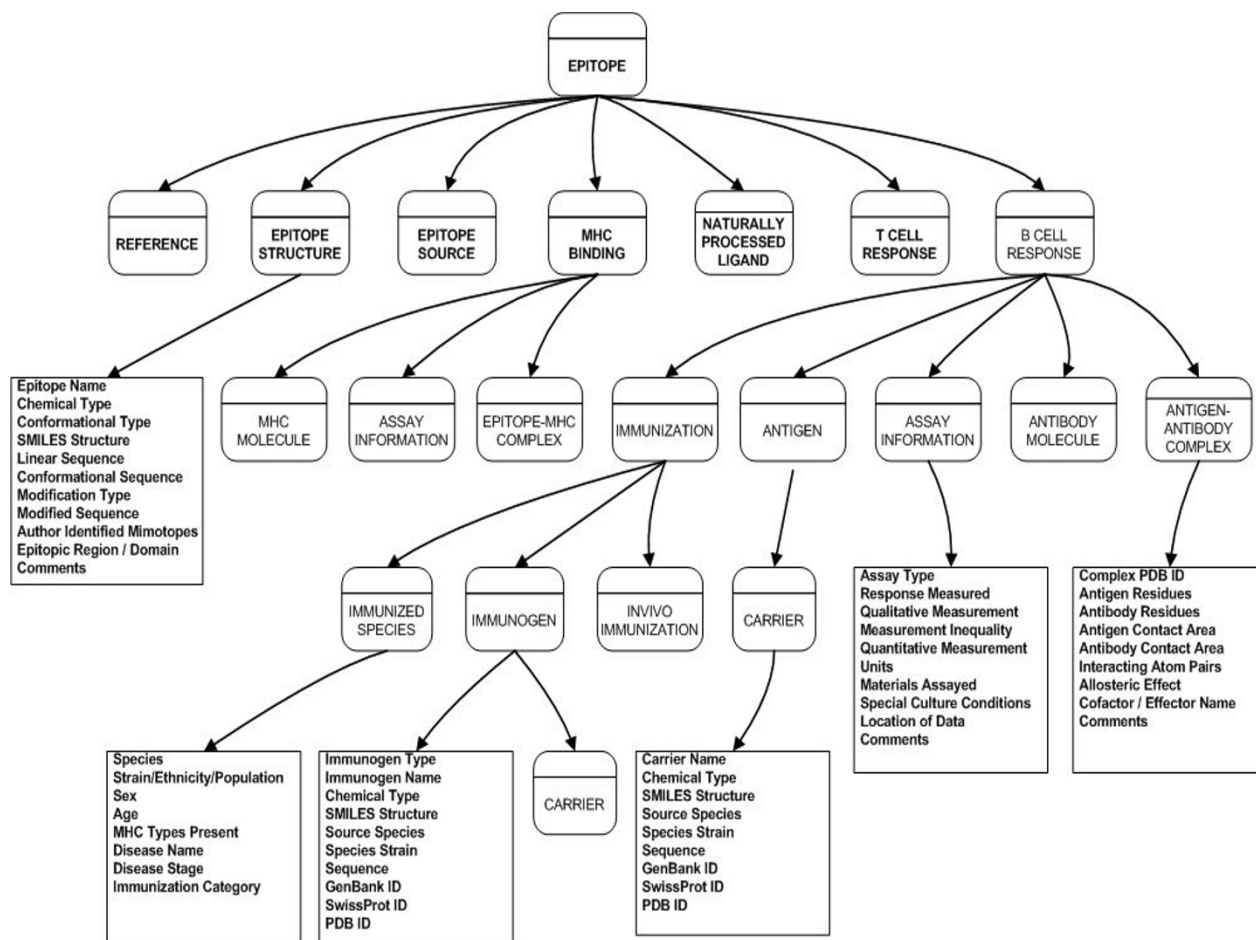 EPITOPE
REFERENCE
EPITOPE
STRUCTURE
EPITOPE
SOURCE
MHC
BINDING
NATURALLY
PROCESSED
LIGAND
T CELL
RESPONSE
B CELL
RESPONSE
Epitope Name
Chemical Type
Conformational Type
SMILES Structure
Linear Sequence
Conformational Sequence
Modification Type
Modified Sequence
Author Identified Mimotopes
Epitopic Region / Domain
Comments
MHC
MOLECULE
ASSAY
INFORMATION
EPITOPE-MHC
COMPLEX
IMMUNIZATION
ANTIGEN
ASSAY
INFORMATION
ANTIBODY
MOLECULE
ANTIGEN-
ANTIBODY
COMPLEX
IMMUNIZED
SPECIES
IMMUNOGEN
INVIVO
IMMUNIZATION
CARRIER
Assay Type
Response Measured
Qualitative Measurement
Measurement Inequality
Quantitative Measurement
Units
Materials Assayed
Special Culture Conditions
Location of Data
Comments
Complex PDB ID
Antigen Residues
Antibody Residues
Antigen Contact Area
Antibody Contact Area
Interacting Atom Pairs
Allosteric Effect
Cofactor / Effector Name
Comments
Species
Strain/Ethnicity/Population
Sex
Age
MHC Types Present
Disease Name
Disease Stage
Immunization Category
Immunogen Type
Immunogen Name
Chemical Type
SMILES Structure
Source Species
Species Strain
Sequence
GenBank ID
SwissProt ID
PDB ID
CARRIER
Carrier Name
Chemical Type
SMILES Structure
Source Species
Species Strain
Sequence
GenBank ID
SwissProt ID
PDB ID